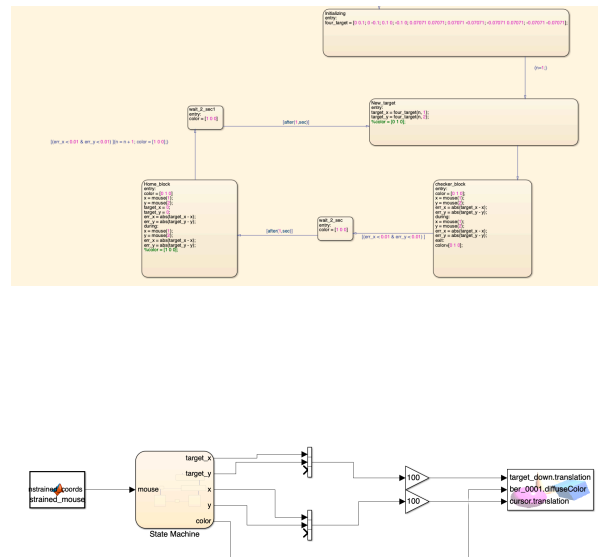 Initializing
entry:
four_target = [0 0.1; 0 -0.1; 0.1 0; -0.1 0; 0.07071 0.07071; 0.07071 -0.07071; -0.07071 0.07071; -0.07071 -0.07071];
{n=1;}
New_target
entry:
target_x = four_target(n, 1);
target_y = four_target(n, 2);
%color = [0 1 0];
wait_2_sec1
entry:
color = [1 0 0]
[after(1,sec)]
[(err_x < 0.01 & err_y < 0.01) ]{n = n + 1; color = [1 0 0];}
Home_block
entry:
color = [0 1 0];
x = mouse(1);
y = mouse(2);
target_x = 0;
target_y = 0;
err_x = abs(target_x - x);
err_y = abs(target_y - y);
during:
x = mouse(1);
y = mouse(2);
err_x = abs(target_x - x);
err_y = abs(target_y - y);
%color = [1 0 0];
[after(1,sec)]
wait_2_sec
entry:
color = [1 0 0]
[(err_x < 0.01 & err_y < 0.01) ]
checker_block
entry:
color = [0 1 0];
x = mouse(1);
y = mouse(2);
err_x = abs(target_x - x);
err_y = abs(target_y - y);
during:
x = mouse(1);
y = mouse(2);
err_x = abs(target_x - x);
err_y = abs(target_y - y);
exit:
color=[0 1 0];
nstrained_coords
strained_mouse
mouse
target_x
target_y
x
y
color
State Machine
100
100
target_down.translation
ber_0001.diffuseColor
cursor.translation